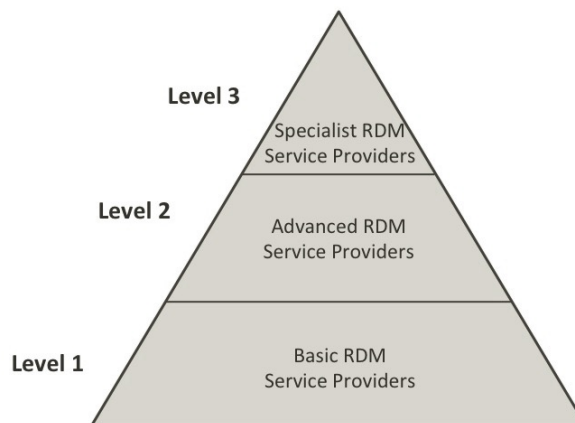 Level 3
Specialist RDM
Service Providers
Level 2
Advanced RDM
Service Providers
Level 1
Basic RDM
Service Providers